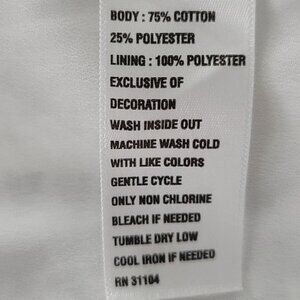 BODY : 75% COTTON
25% POLYESTER
LINING : 100% POLYESTER
EXCLUSIVE OF
DECORATION
WASH INSIDE OUT
MACHINE WASH COLD
WITH LIKE COLORS
GENTLE CYCLE
ONLY NON CHLORINE
BLEACH IF NEEDED
TUMBLE DRY LOW
COOL IRON IF NEEDED
RN 31104